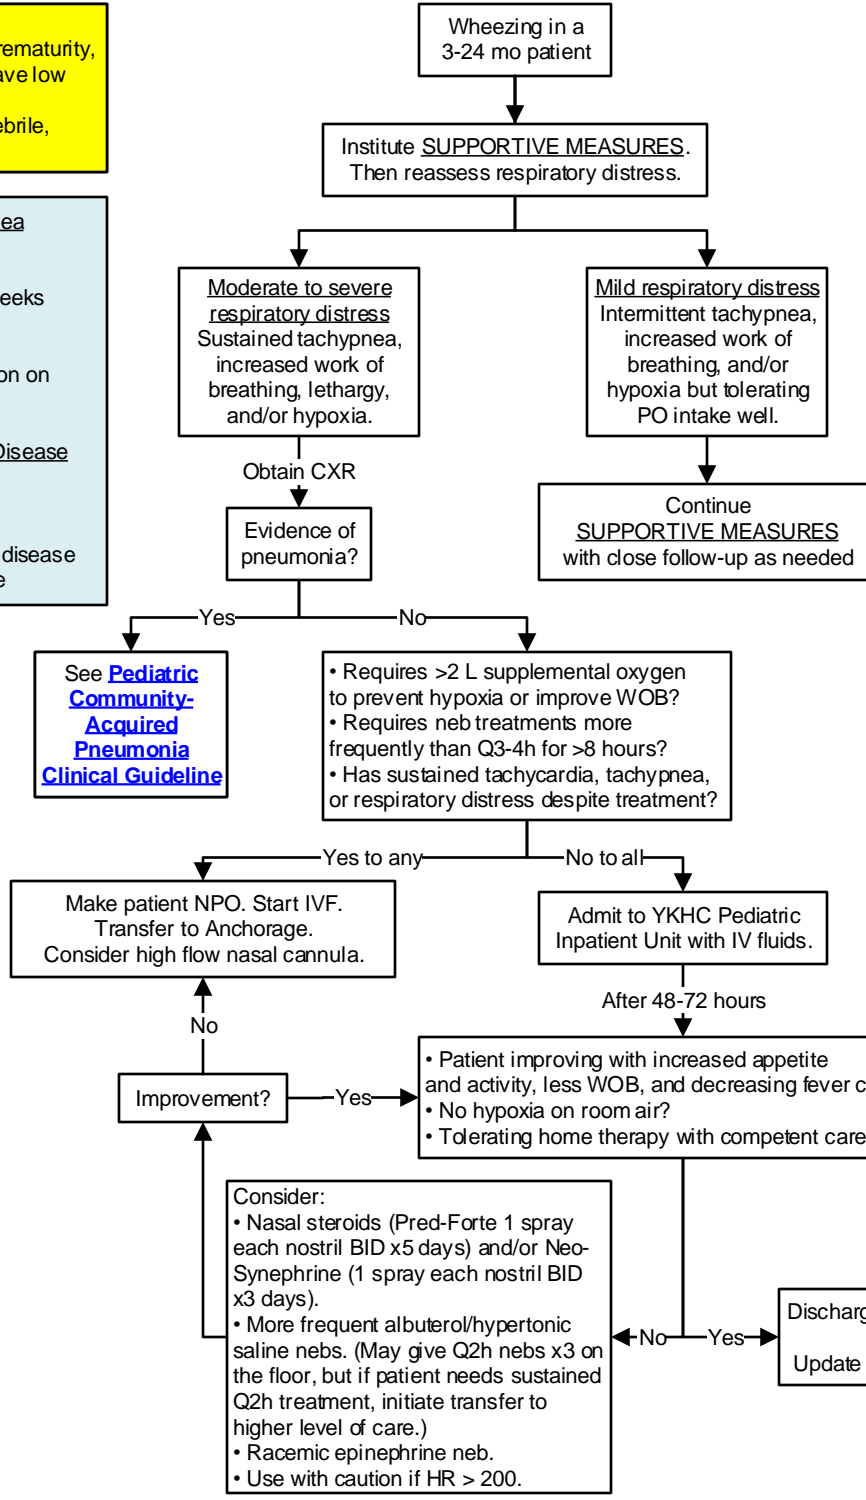 rematurity,
ave low
ebrile,
ea
eeks
on on
Disease
disease
e
Wheezing in a
3-24 mo patient
Institute SUPPORTIVE MEASURES.
Then reassess respiratory distress.
Moderate to severe
respiratory distress
Sustained tachypnea,
increased work of
breathing, lethargy,
and/or hypoxia.
Mild respiratory distress
Intermittent tachypnea,
increased work of
breathing, and/or
hypoxia but tolerating
PO intake well.
Obtain CXR
Continue
SUPPORTIVE MEASURES
with close follow-up as needed
Evidence of
pneumonia?
Yes
No
See Pediatric
Community-
Acquired
Pneumonia
Clinical Guideline
• Requires >2 L supplemental oxygen
to prevent hypoxia or improve WOB?
• Requires neb treatments more
frequently than Q3-4h for >8 hours?
• Has sustained tachycardia, tachypnea,
or respiratory distress despite treatment?
Yes to any
No to all
Make patient NPO. Start IVF.
Transfer to Anchorage.
Consider high flow nasal cannula.
Admit to YKHC Pediatric
Inpatient Unit with IV fluids.
After 48-72 hours
No
Improvement?
Yes
• Patient improving with increased appetite
and activity, less WOB, and decreasing fever c
• No hypoxia on room air?
• Tolerating home therapy with competent care
Consider:
• Nasal steroids (Pred-Forte 1 spray
each nostril BID x5 days) and/or Neo-
Synephrine (1 spray each nostril BID
x3 days).
• More frequent albuterol/hypertonic
saline nebs. (May give Q2h nebs x3 on
the floor, but if patient needs sustained
Q2h treatment, initiate transfer to
higher level of care.)
• Racemic epinephrine neb.
• Use with caution if HR > 200.
No
Yes
Discharg
Update